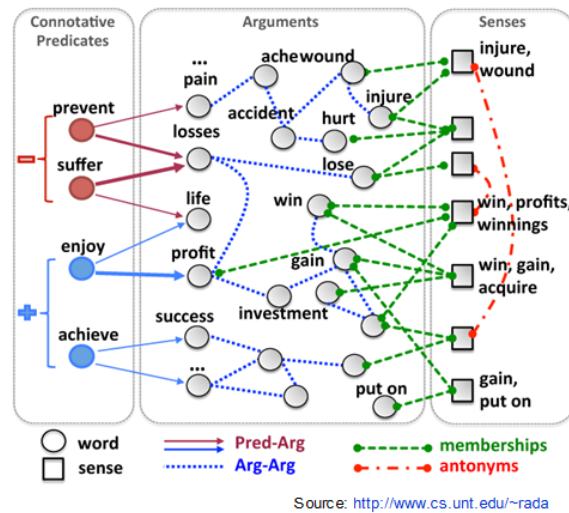 Connotative
Predicates
Arguments
Senses
...
pain
ache wound
injure,
wound
prevent
accident
injure
hurt
losses
suffer
lose
life
win
win, profits,
winnings
enjoy
profit
gain
win, gain,
acquire
investment
success
achieve
...
put on
gain,
put on
word
Pred-Arg
memberships
sense
Arg-Arg
antonyms
Source: http://www.cs.unt.edu/~rada